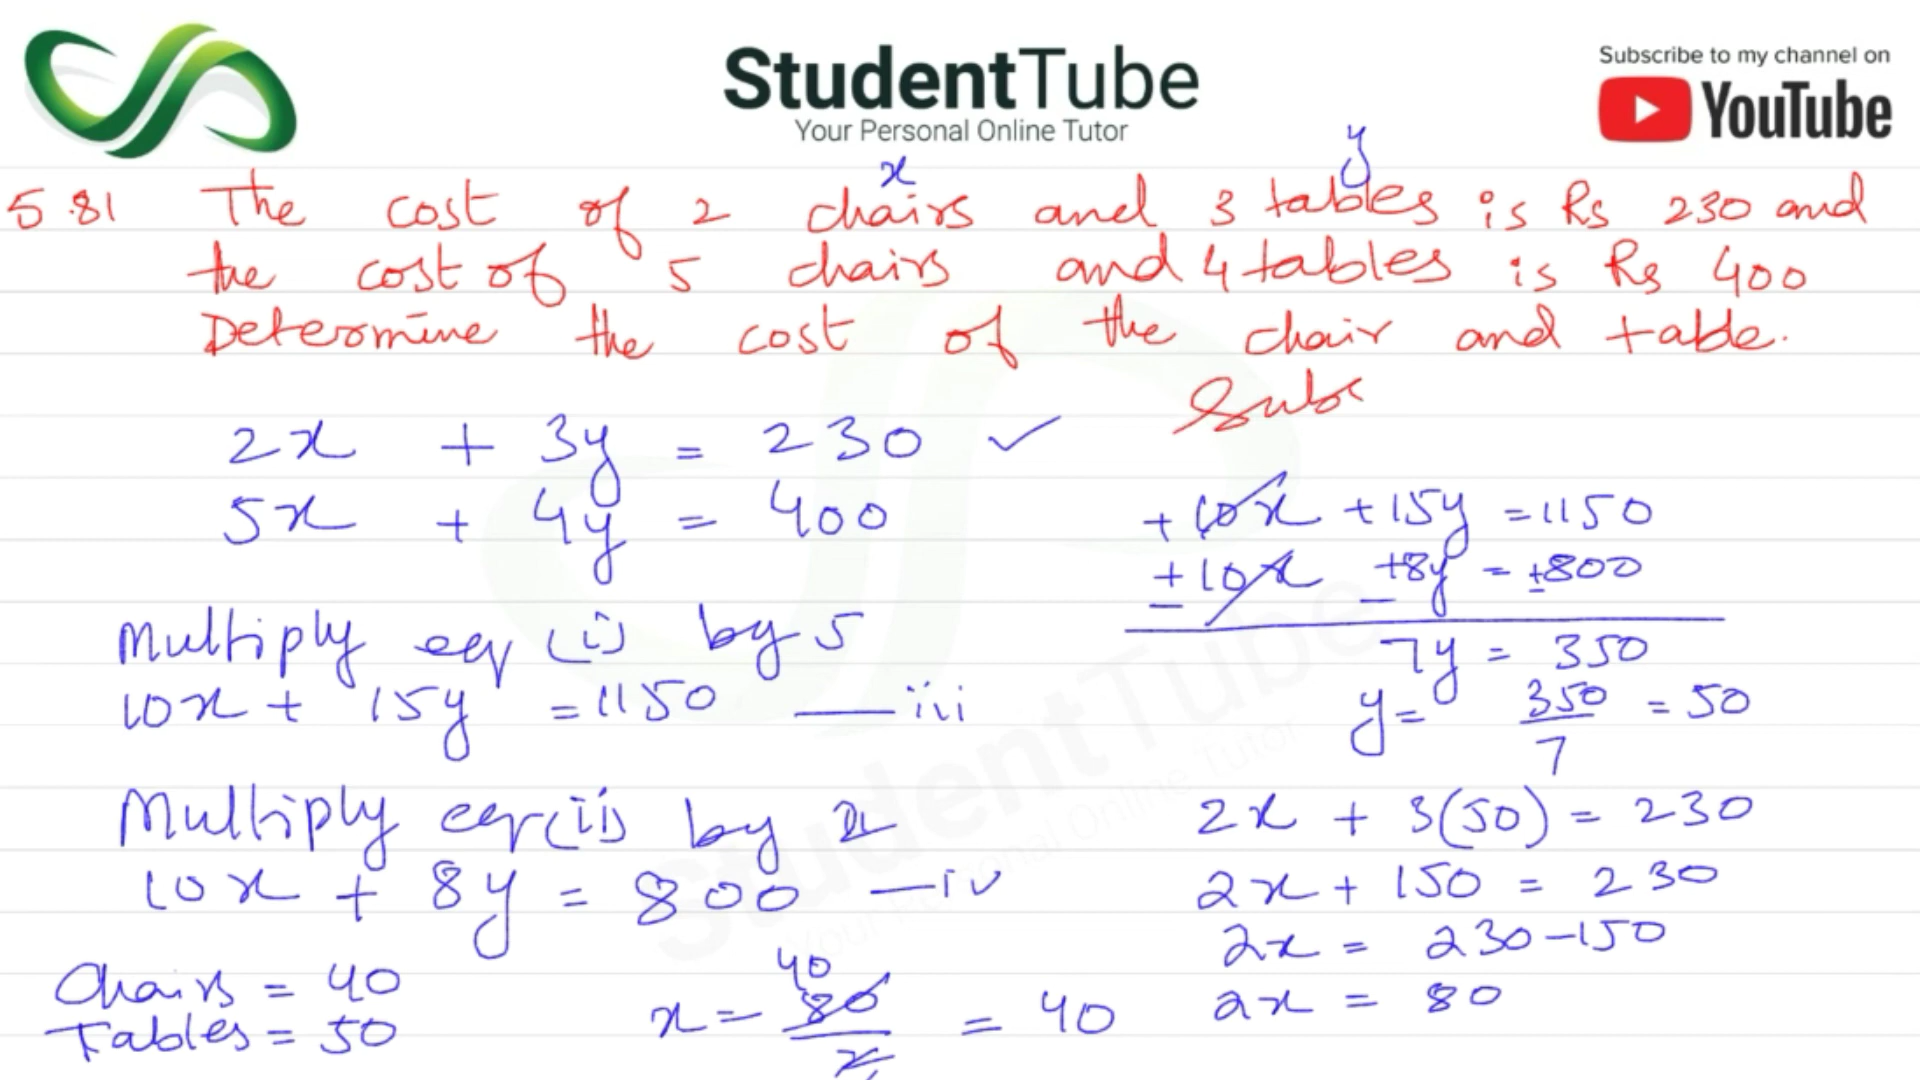 StudentTube
Your Personal Online Tutor
Subscribe to my channel on
YouTube
x y
5.81 The cost of 2 chairs and 3 tables is Rs 230 and
the cost of 5 chairs and 4 tables is Rs 400
Determine the cost of the chair and table.
2x + 3y = 230 ✓
5x + 4y = 400
Multiply eq (i) by 5
10x + 15y = 1150 — iii
Multiply eq (ii) by 2
10x + 8y = 800 — iv
Chairs = 40
Tables = 50
x = 80/2 = 40
40
Subs
+10x + 15y = 1150
±10x ±8y = ±800
7y = 350
y = 350/7 = 50
2x + 3(50) = 230
2x + 150 = 230
2x = 230 - 150
2x = 80
StudentTube
Your Personal Online Tutor